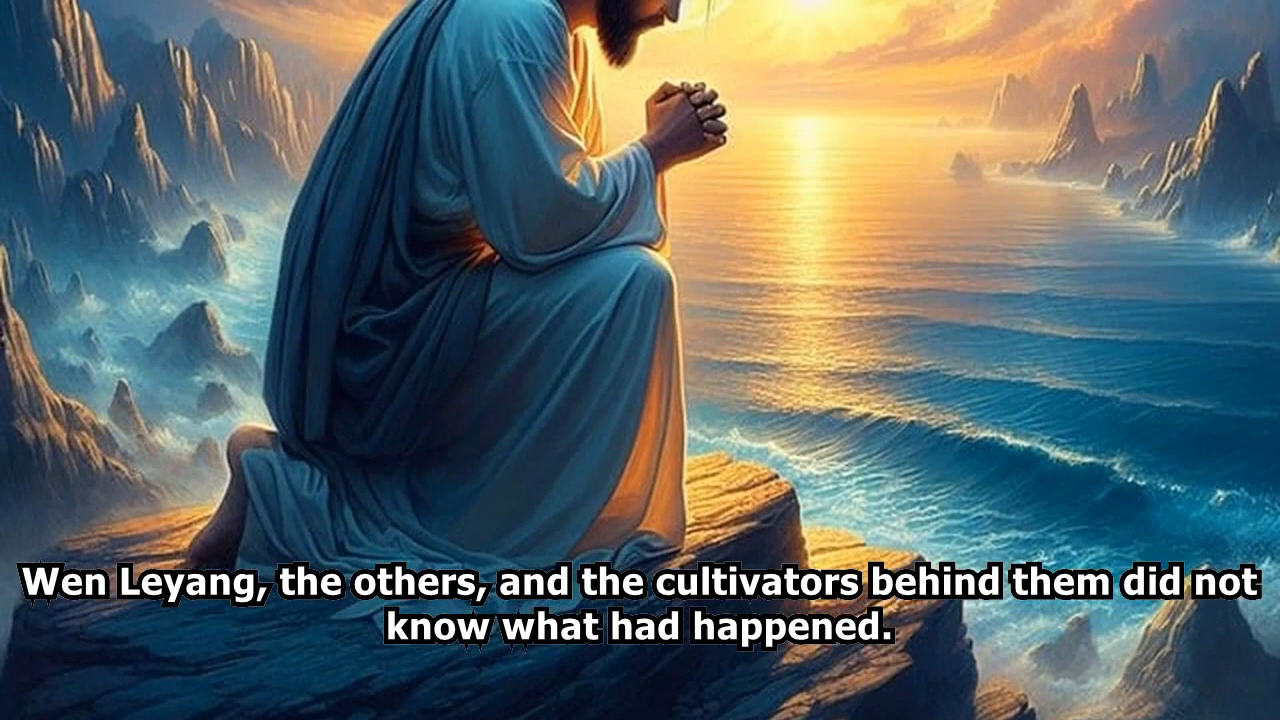 Wen Leyang, the others, and the cultivators behind them did not
know what had happened.